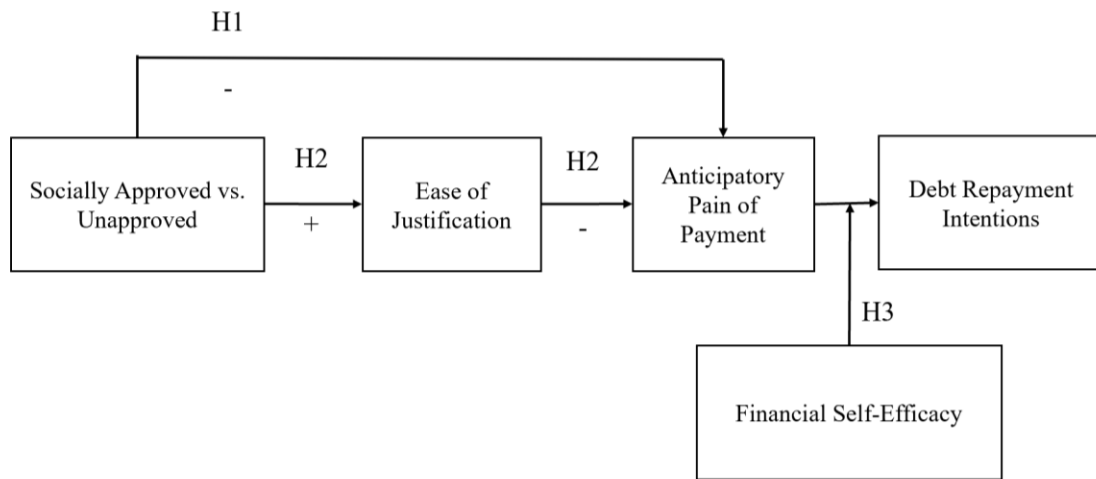 H1
-
Socially Approved vs.
Unapproved
H2
+
Ease of
Justification
H2
-
Anticipatory
Pain of
Payment
Debt Repayment
Intentions
H3
Financial Self-Efficacy